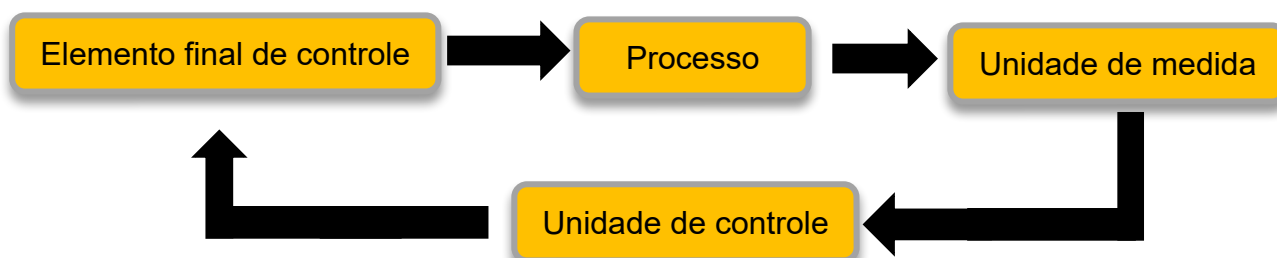 Elemento final de controle
Processo
Unidade de medida
Unidade de controle